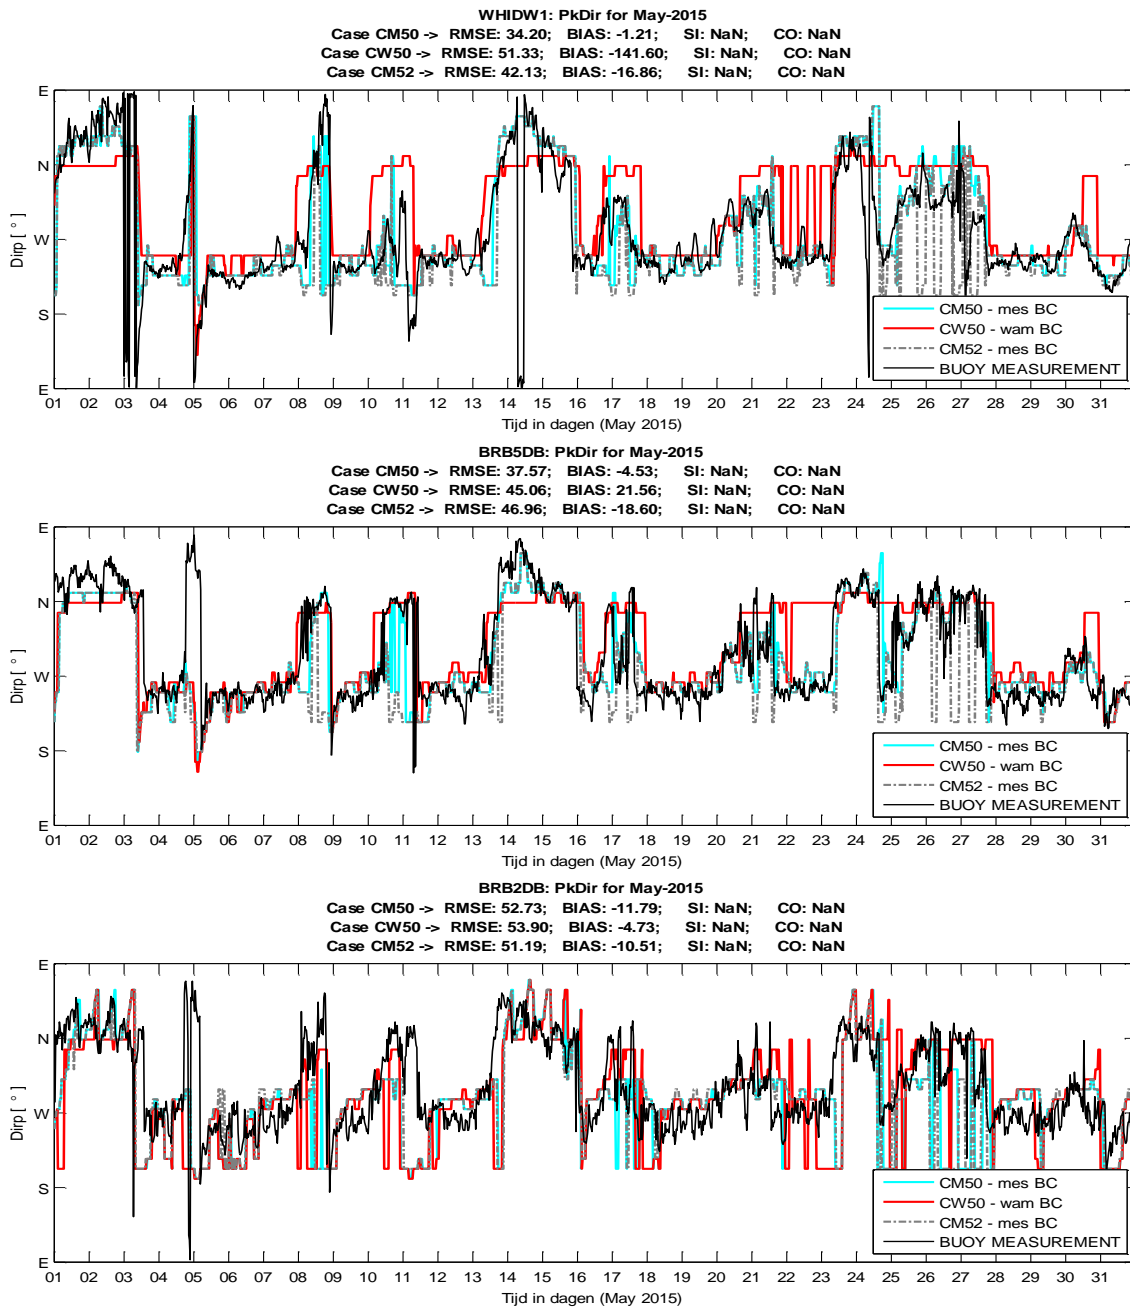 WHIDW1: PkDir for May-2015
Case CM50 -> RMSE: 34.20; BIAS: -1.21; SI: NaN; CO: NaN
Case CW50 -> RMSE: 51.33; BIAS: -141.60; SI: NaN; CO: NaN
Case CM52 -> RMSE: 42.13; BIAS: -16.86; SI: NaN; CO: NaN
E
N
W
S
E
Dirp [ ° ]
CM50 - mes BC
CW50 - wam BC
CM52 - mes BC
BUOY MEASUREMENT
01 02 03 04 05 06 07 08 09 10 11 12 13 14 15 16 17 18 19 20 21 22 23 24 25 26 27 28 29 30 31
Tijd in dagen (May 2015)
BRB5DB: PkDir for May-2015
Case CM50 -> RMSE: 37.57; BIAS: -4.53; SI: NaN; CO: NaN
Case CW50 -> RMSE: 45.06; BIAS: 21.56; SI: NaN; CO: NaN
Case CM52 -> RMSE: 46.96; BIAS: -18.60; SI: NaN; CO: NaN
E
N
W
S
E
Dirp [ ° ]
CM50 - mes BC
CW50 - wam BC
CM52 - mes BC
BUOY MEASUREMENT
01 02 03 04 05 06 07 08 09 10 11 12 13 14 15 16 17 18 19 20 21 22 23 24 25 26 27 28 29 30 31
Tijd in dagen (May 2015)
BRB2DB: PkDir for May-2015
Case CM50 -> RMSE: 52.73; BIAS: -11.79; SI: NaN; CO: NaN
Case CW50 -> RMSE: 53.90; BIAS: -4.73; SI: NaN; CO: NaN
Case CM52 -> RMSE: 51.19; BIAS: -10.51; SI: NaN; CO: NaN
E
N
W
S
E
Dirp [ ° ]
CM50 - mes BC
CW50 - wam BC
CM52 - mes BC
BUOY MEASUREMENT
01 02 03 04 05 06 07 08 09 10 11 12 13 14 15 16 17 18 19 20 21 22 23 24 25 26 27 28 29 30 31
Tijd in dagen (May 2015)